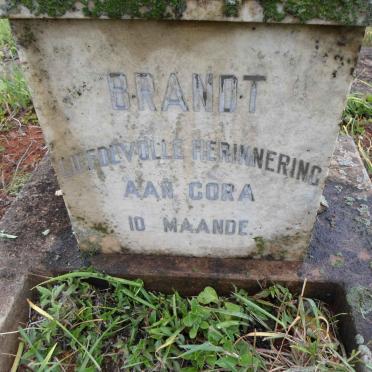 BRANDT
LIEFDEVOLLE HERINNERING
AAN CORA
10 MAANDE.